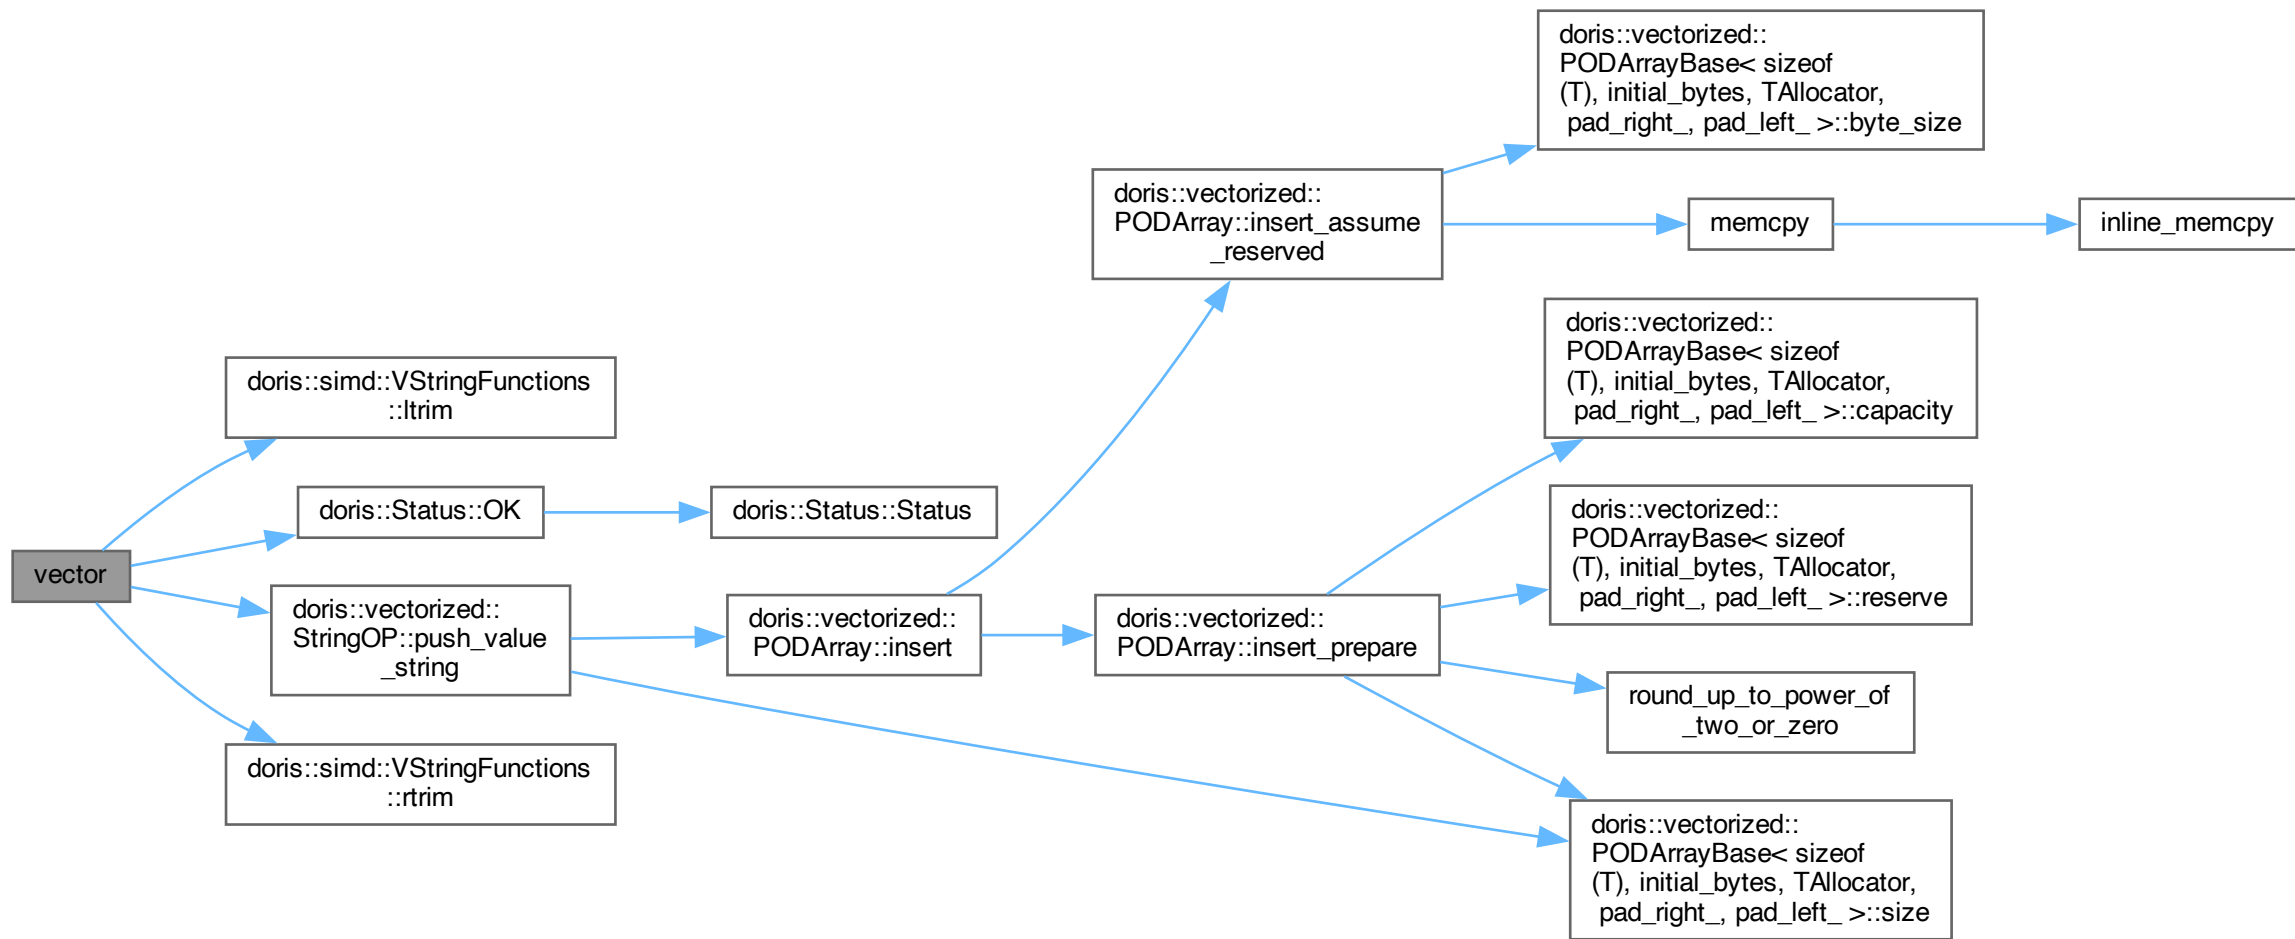 vector
doris::simd::VStringFunctions
::ltrim
doris::Status::OK
doris::Status::Status
doris::vectorized::
StringOP::push_value
_string
doris::simd::VStringFunctions
::rtrim
doris::vectorized::
PODArray::insert
doris::vectorized::
PODArray::insert_assume
_reserved
doris::vectorized::
PODArray::insert_prepare
doris::vectorized::
PODArrayBase< sizeof
(T), initial_bytes, TAllocator,
pad_right_, pad_left_ >::byte_size
memcpy
inline_memcpy
doris::vectorized::
PODArrayBase< sizeof
(T), initial_bytes, TAllocator,
pad_right_, pad_left_ >::capacity
doris::vectorized::
PODArrayBase< sizeof
(T), initial_bytes, TAllocator,
pad_right_, pad_left_ >::reserve
round_up_to_power_of
_two_or_zero
doris::vectorized::
PODArrayBase< sizeof
(T), initial_bytes, TAllocator,
pad_right_, pad_left_ >::size